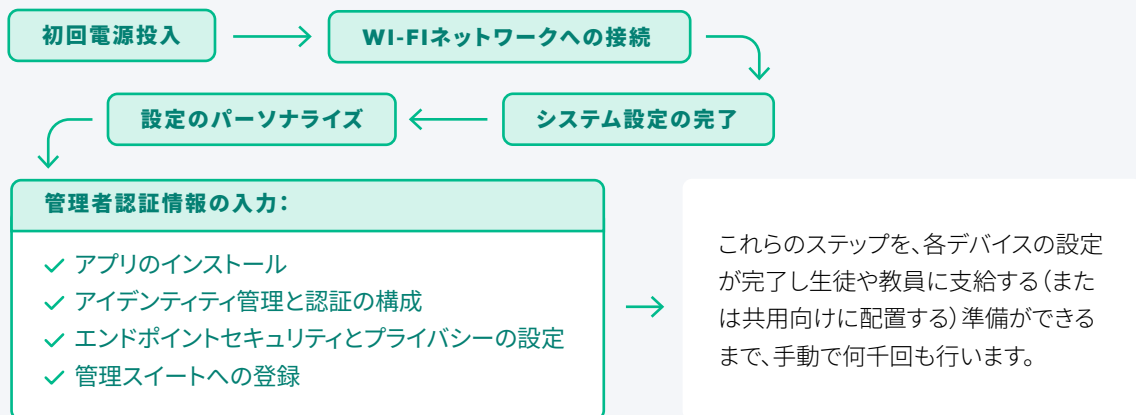 初回電源投入
WI-FIネットワークへの接続
システム設定の完了
設定のパーソナライズ
管理者認証情報の入力：
アプリのインストール
アイデンティティ管理と認証の構成
エンドポイントセキュリティとプライバシーの設定
管理スイートへの登録
これらのステップを、各デバイスの設定
が完了し生徒や教員に支給する（また
は共用向けに配置する）準備ができる
まで、手動で何千回も行います。